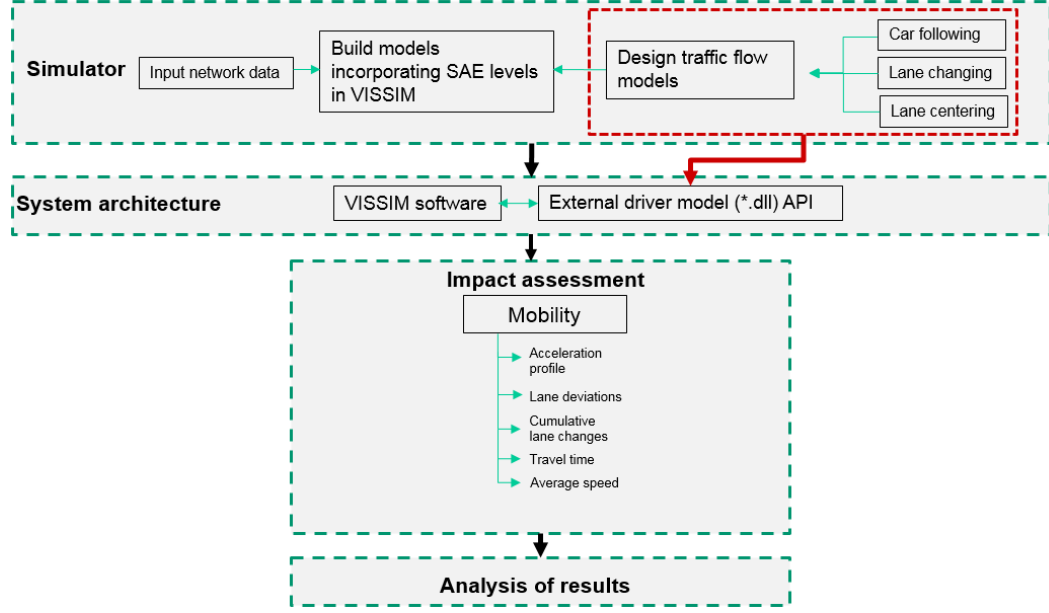 Simulator
Input network data
Build models
incorporating SAE levels
in VISSIM
Design traffic flow
models
Car following
Lane changing
Lane centering
System architecture
VISSIM software
External driver model (*.dll) API
Impact assessment
Mobility
Acceleration
profile
Lane deviations
Cumulative
lane changes
Travel time
Average speed
Analysis of results